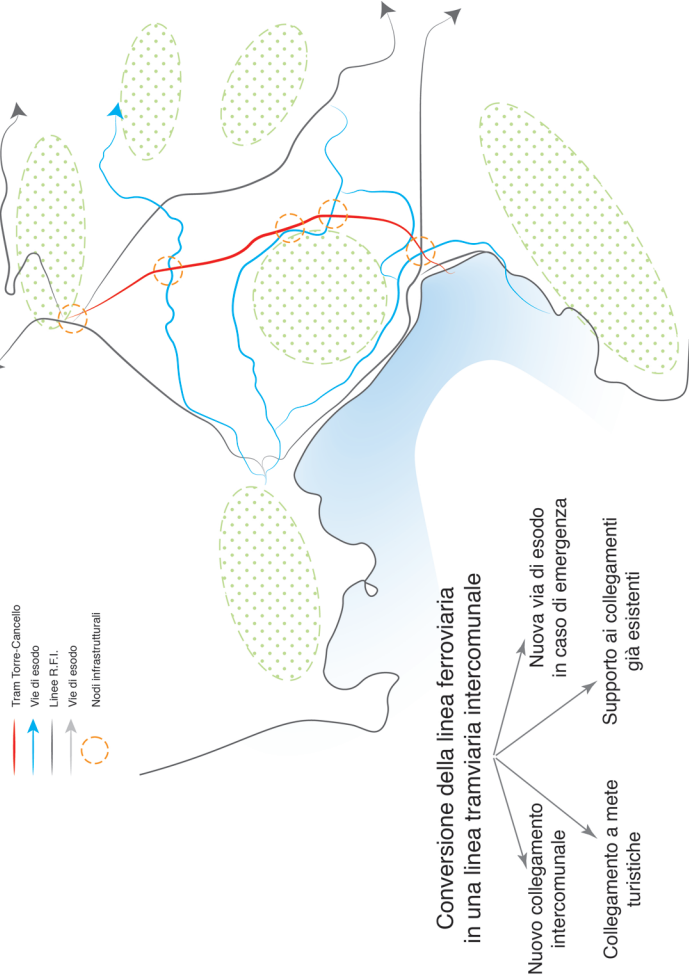 Tram Torre-Cancello
Vie di esodo
Linee R.F.I.
Vie di esodo
Nodi infrastrutturali
Conversione della linea ferroviaria
in una linea tramviaria intercomunale
Nuovo collegamento
intercomunale
Collegamento a mete
turistiche
Supporto ai collegamenti
già esistenti
Nuova via di esodo
in caso di emergenza